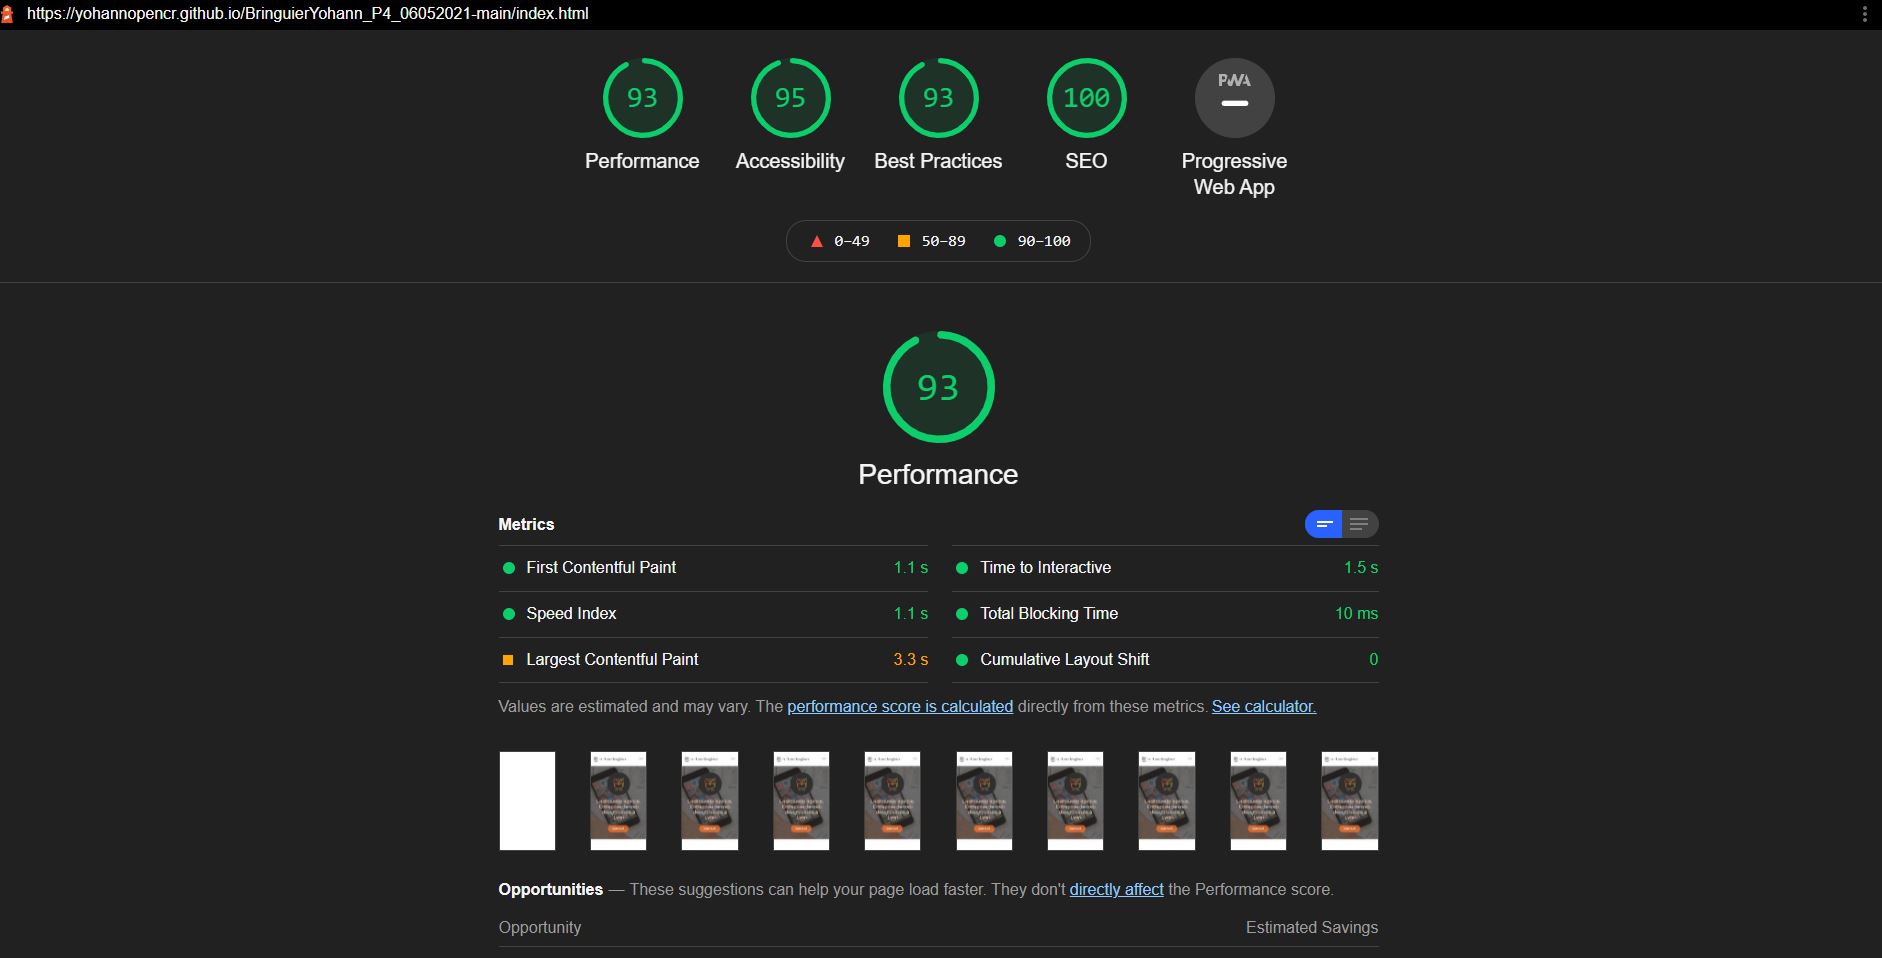 https://yohannopencr.github.io/BringuierYohann_P4_06052021-main/index.html
93
95
93
100
PWA
Performance
Accessibility
Best Practices
SEO
Progressive
Web App
0–49
50–89
90–100
93
Performance
Metrics
First Contentful Paint 1.1 s
Time to Interactive 1.5 s
Speed Index 1.1 s
Total Blocking Time 10 ms
Largest Contentful Paint 3.3 s
Cumulative Layout Shift 0
Values are estimated and may vary. The performance score is calculated directly from these metrics. See calculator.
Opportunities — These suggestions can help your page load faster. They don't directly affect the Performance score.
Opportunity Estimated Savings